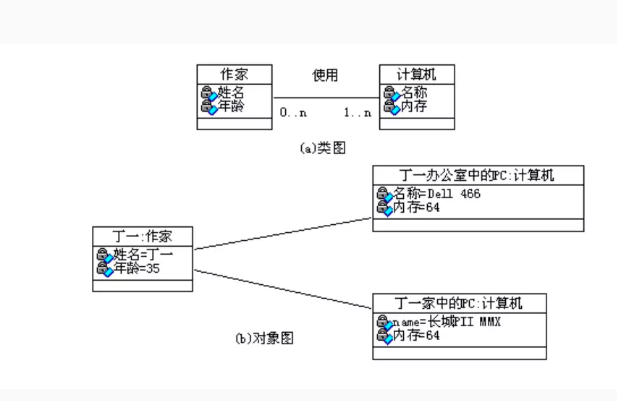 作家
使用
计算机
姓名
年龄
名称
内存
0..n
1..n
(a)类图
丁一办公室中的PC:计算机
名称=Dell 466
内存=64
丁一:作家
姓名=丁一
年龄=35
丁一家中的PC:计算机
name=长城PII MMX
内存=64
(b)对象图